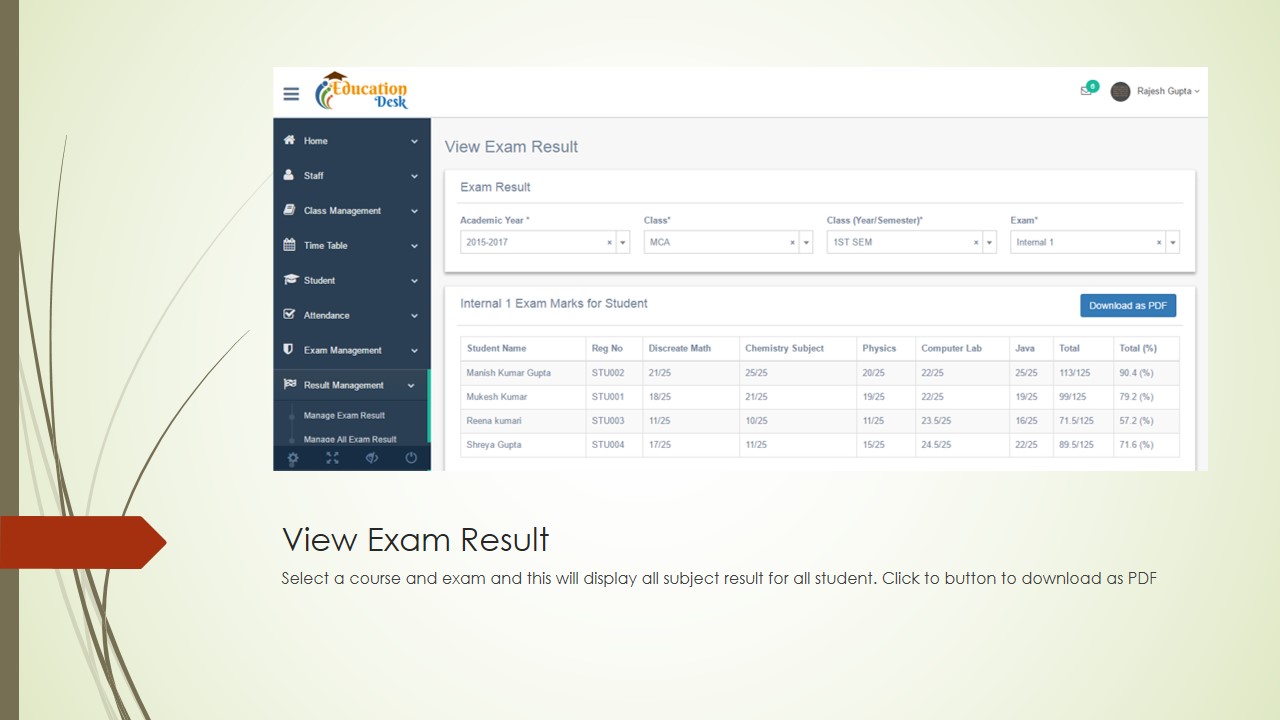 Education
Desk
6
Rajesh Gupta
Home
Staff
Class Management
Time Table
Student
Attendance
Exam Management
Result Management
Manage Exam Result
Manage All Exam Result
View Exam Result
Exam Result
Academic Year * Class* Class (Year/Semester)* Exam*
2015-2017 × MCA × 1ST SEM × Internal 1 ×
Internal 1 Exam Marks for Student Download as PDF
Student Name Reg No Discreate Math Chemistry Subject Physics Computer Lab Java Total Total (%)
Manish Kumar Gupta STU002 21/25 25/25 20/25 22/25 25/25 113/125 90.4 (%)
Mukesh Kumar STU001 18/25 21/25 19/25 22/25 19/25 99/125 79.2 (%)
Reena kumari STU003 11/25 10/25 11/25 23.5/25 16/25 71.5/125 57.2 (%)
Shreya Gupta STU004 17/25 11/25 15/25 24.5/25 22/25 89.5/125 71.6 (%)
View Exam Result
Select a course and exam and this will display all subject result for all student. Click to button to download as PDF